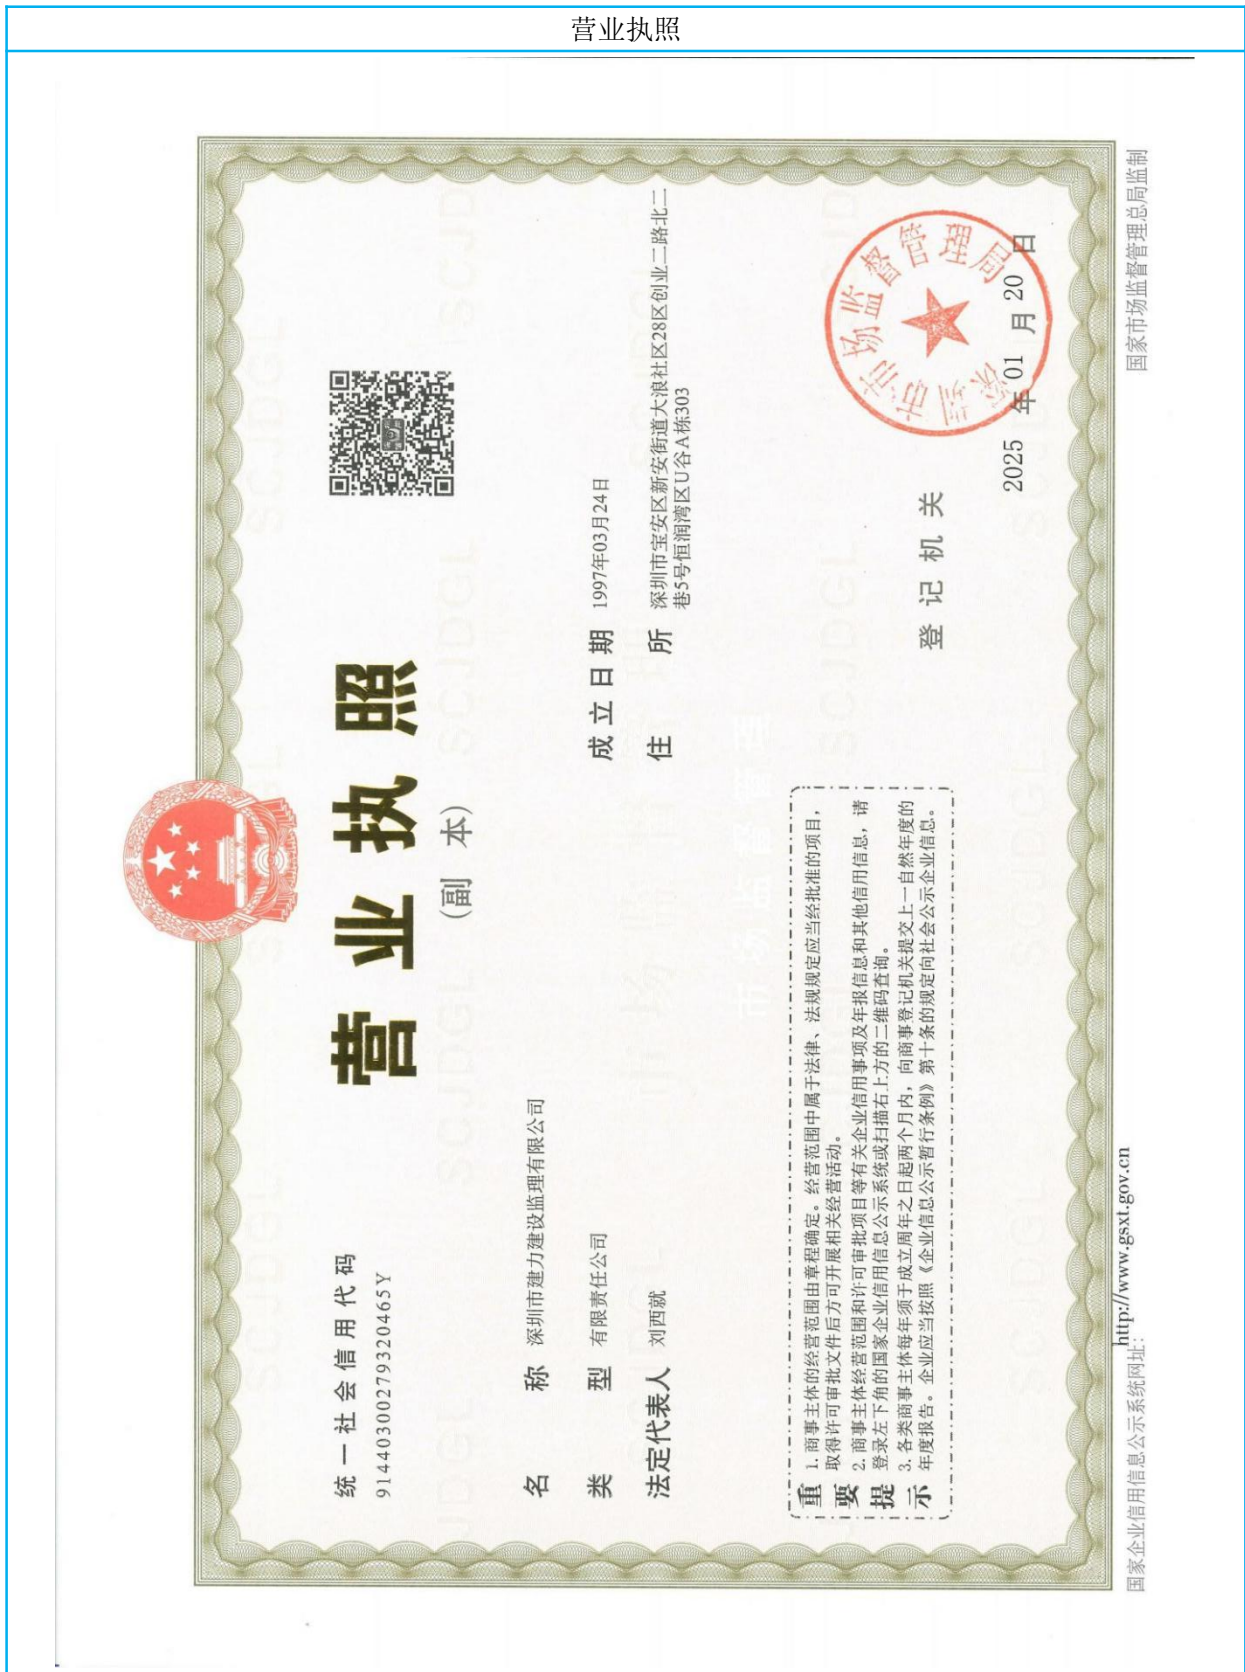 营业执照
营业执照
(副 本)
统一社会信用代码
91440300279320465Y
名 称 深圳市建力建设监理有限公司
类 型 有限责任公司
法定代表人 刘西就
成立日期 1997年03月24日
住 所 深圳市宝安区新安街道大浪社区28区创业二路北二
巷5号恒润湾区U谷A栋303
重要提示
1. 商事主体的经营范围由章程确定。经营范围中属于法律、法规规定应当经批准的项目，
取得许可审批文件后方可开展相关经营活动。
2. 商事主体经营范围和许可审批项目等有关企业信用事项及年报信息和其他信用信息，请
登录左下角的国家企业信用信息公示系统或扫描右上方的二维码查询。
3. 各类商事主体每年须于成立周年之日起两个月内，向商事登记机关提交上一自然年度的
年度报告。企业应当按照《企业信息公示暂行条例》第十条的规定向社会公示企业信息。
登 记 机 关
深圳市市场监督管理局
2025 年 01 月 20 日
国家企业信用信息公示系统网址：http://www.gsxt.gov.cn
国家市场监督管理总局监制